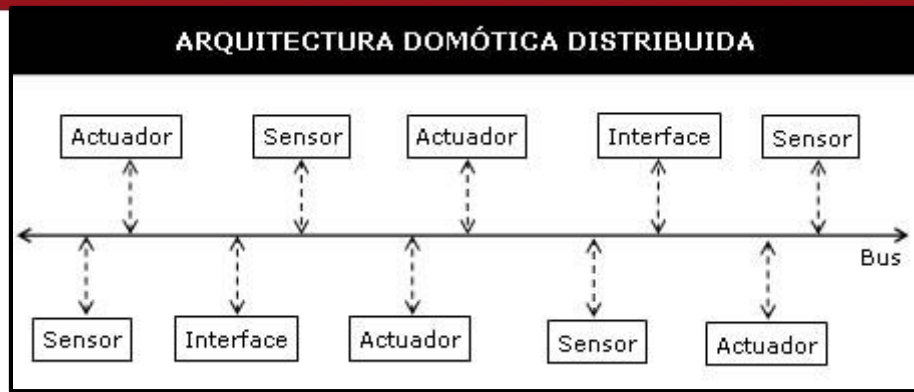 ARQUITECTURA DOMÓTICA DISTRIBUIDA
Actuador
Sensor
Actuador
Interface
Sensor
Bus
Sensor
Interface
Actuador
Sensor
Actuador